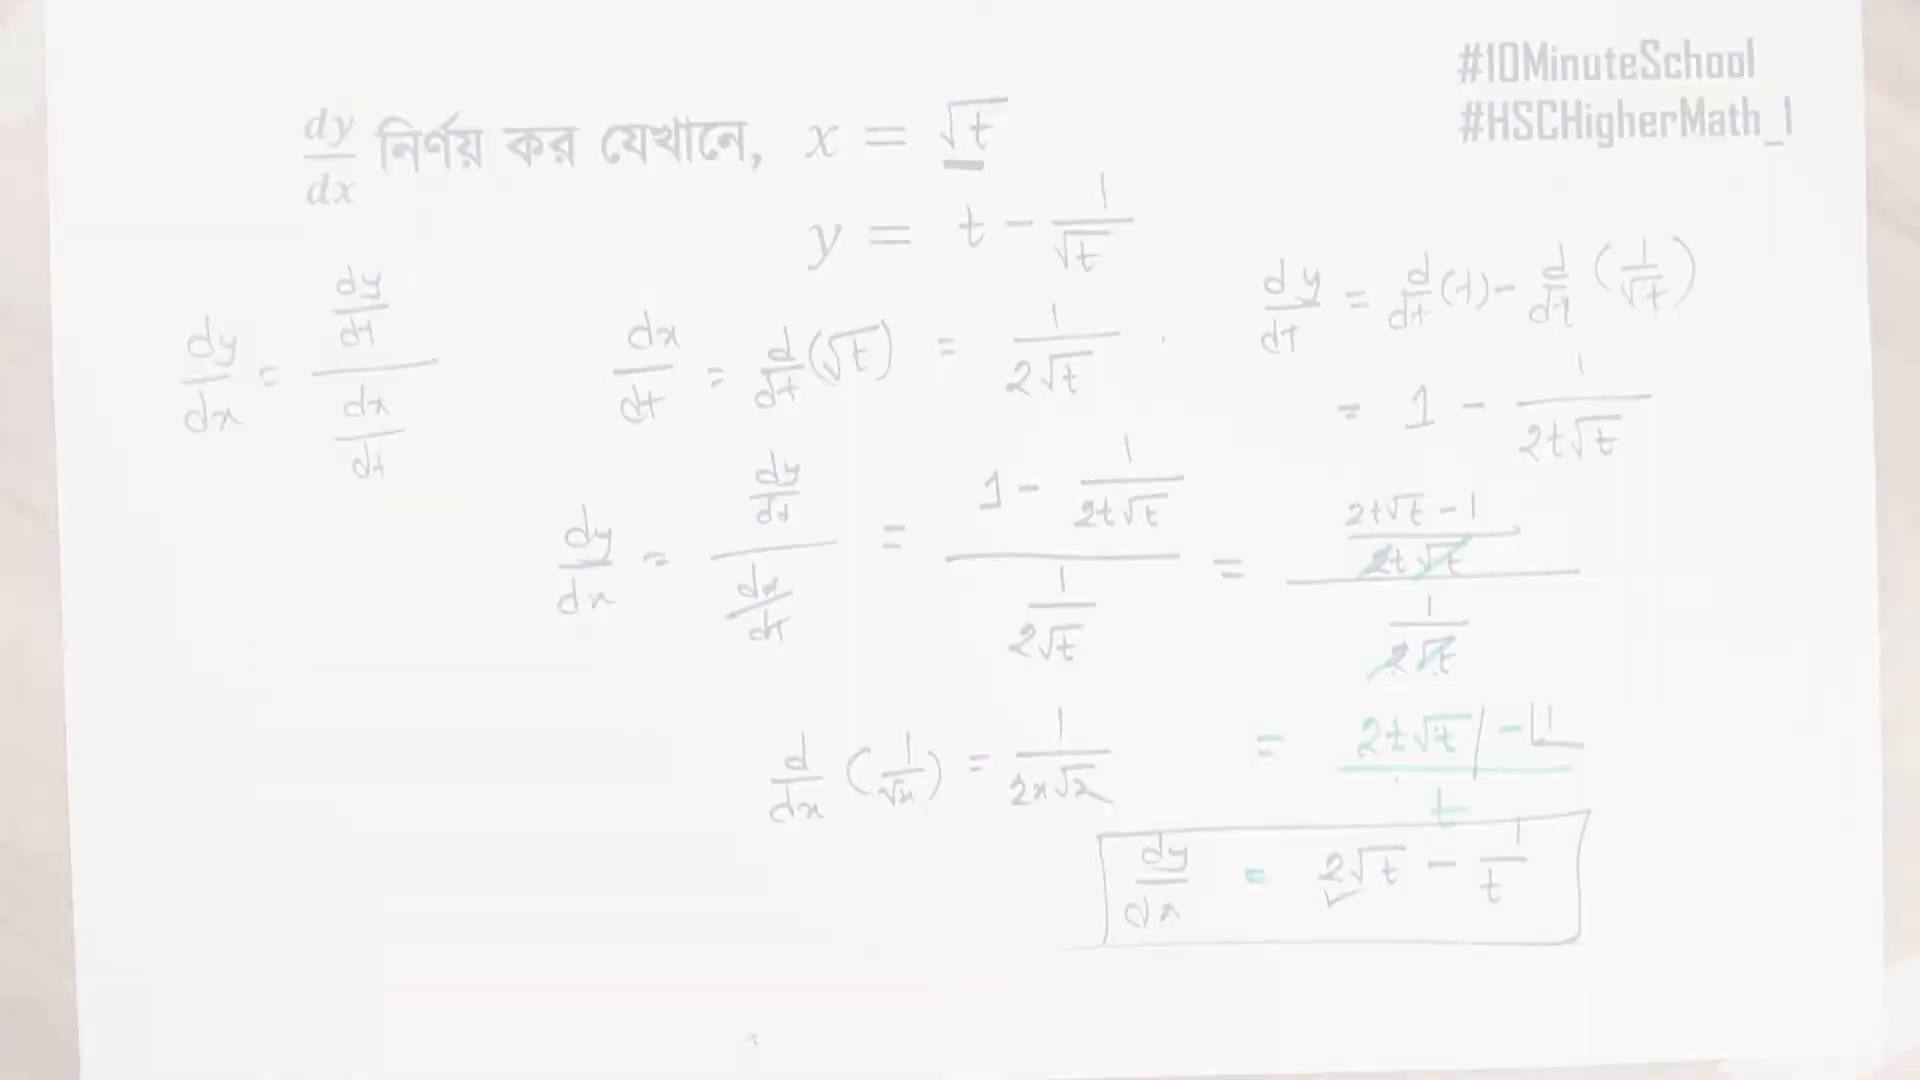 #10MinuteSchool
#HSCHigherMath_1
dy/dx নির্ণয় কর যেখানে, x = √t
y = t - 1/√t
dy/dx = (dy/dt)/(dx/dt)
dx/dt = d/dt(√t) = 1/(2√t)
dy/dt = d/dt(t) - d/dt(1/√t)
= 1 - 1/(2t√t)
dy/dx = (dy/dt)/(dx/dt) = (1 - 1/(2t√t))/(1/(2√t)) = ((2t√t - 1)/(2t√t))/(1/(2√t))
d/dx(1/√x) = 1/(2x√x)
= (2t√t - 1)/t
dy/dx = 2√t - 1/t